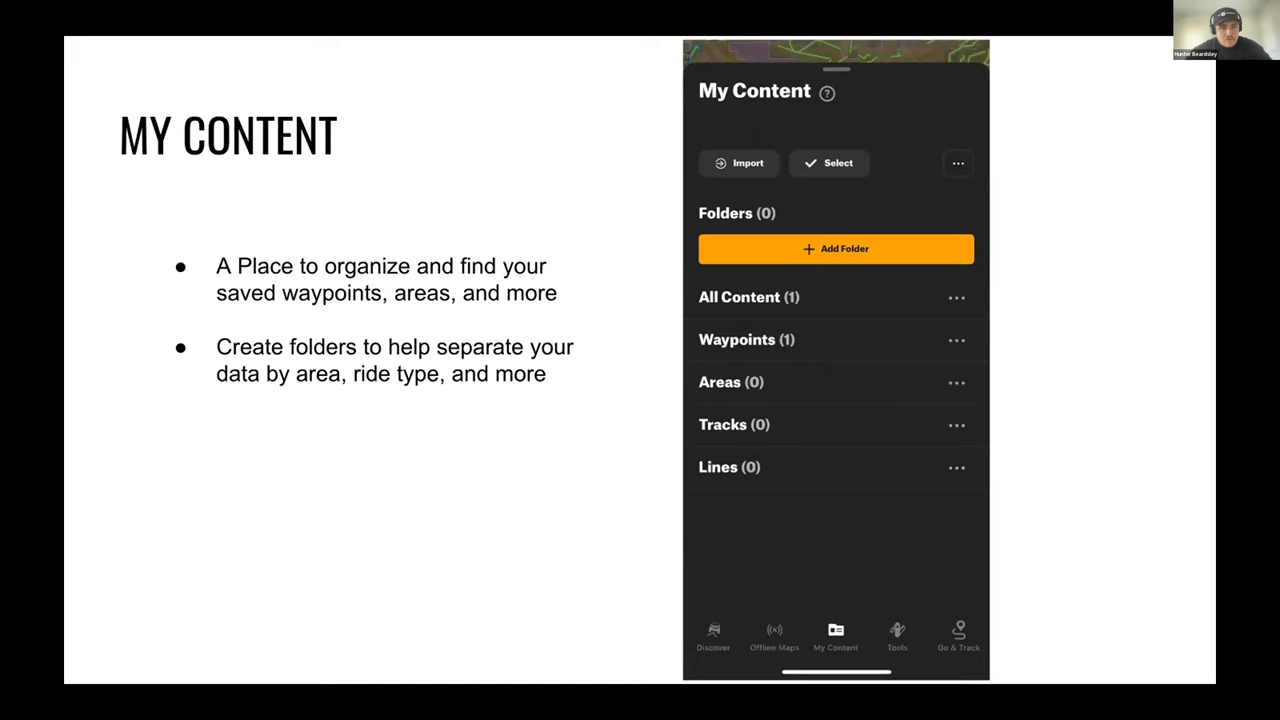 Hunter Beardsley
MY CONTENT
● A Place to organize and find your
saved waypoints, areas, and more
● Create folders to help separate your
data by area, ride type, and more
My Content ?
Import Select ...
Folders (0)
+ Add Folder
All Content (1) ...
Waypoints (1) ...
Areas (0) ...
Tracks (0) ...
Lines (0) ...
Discover Offline Maps My Content Tools Go & Track